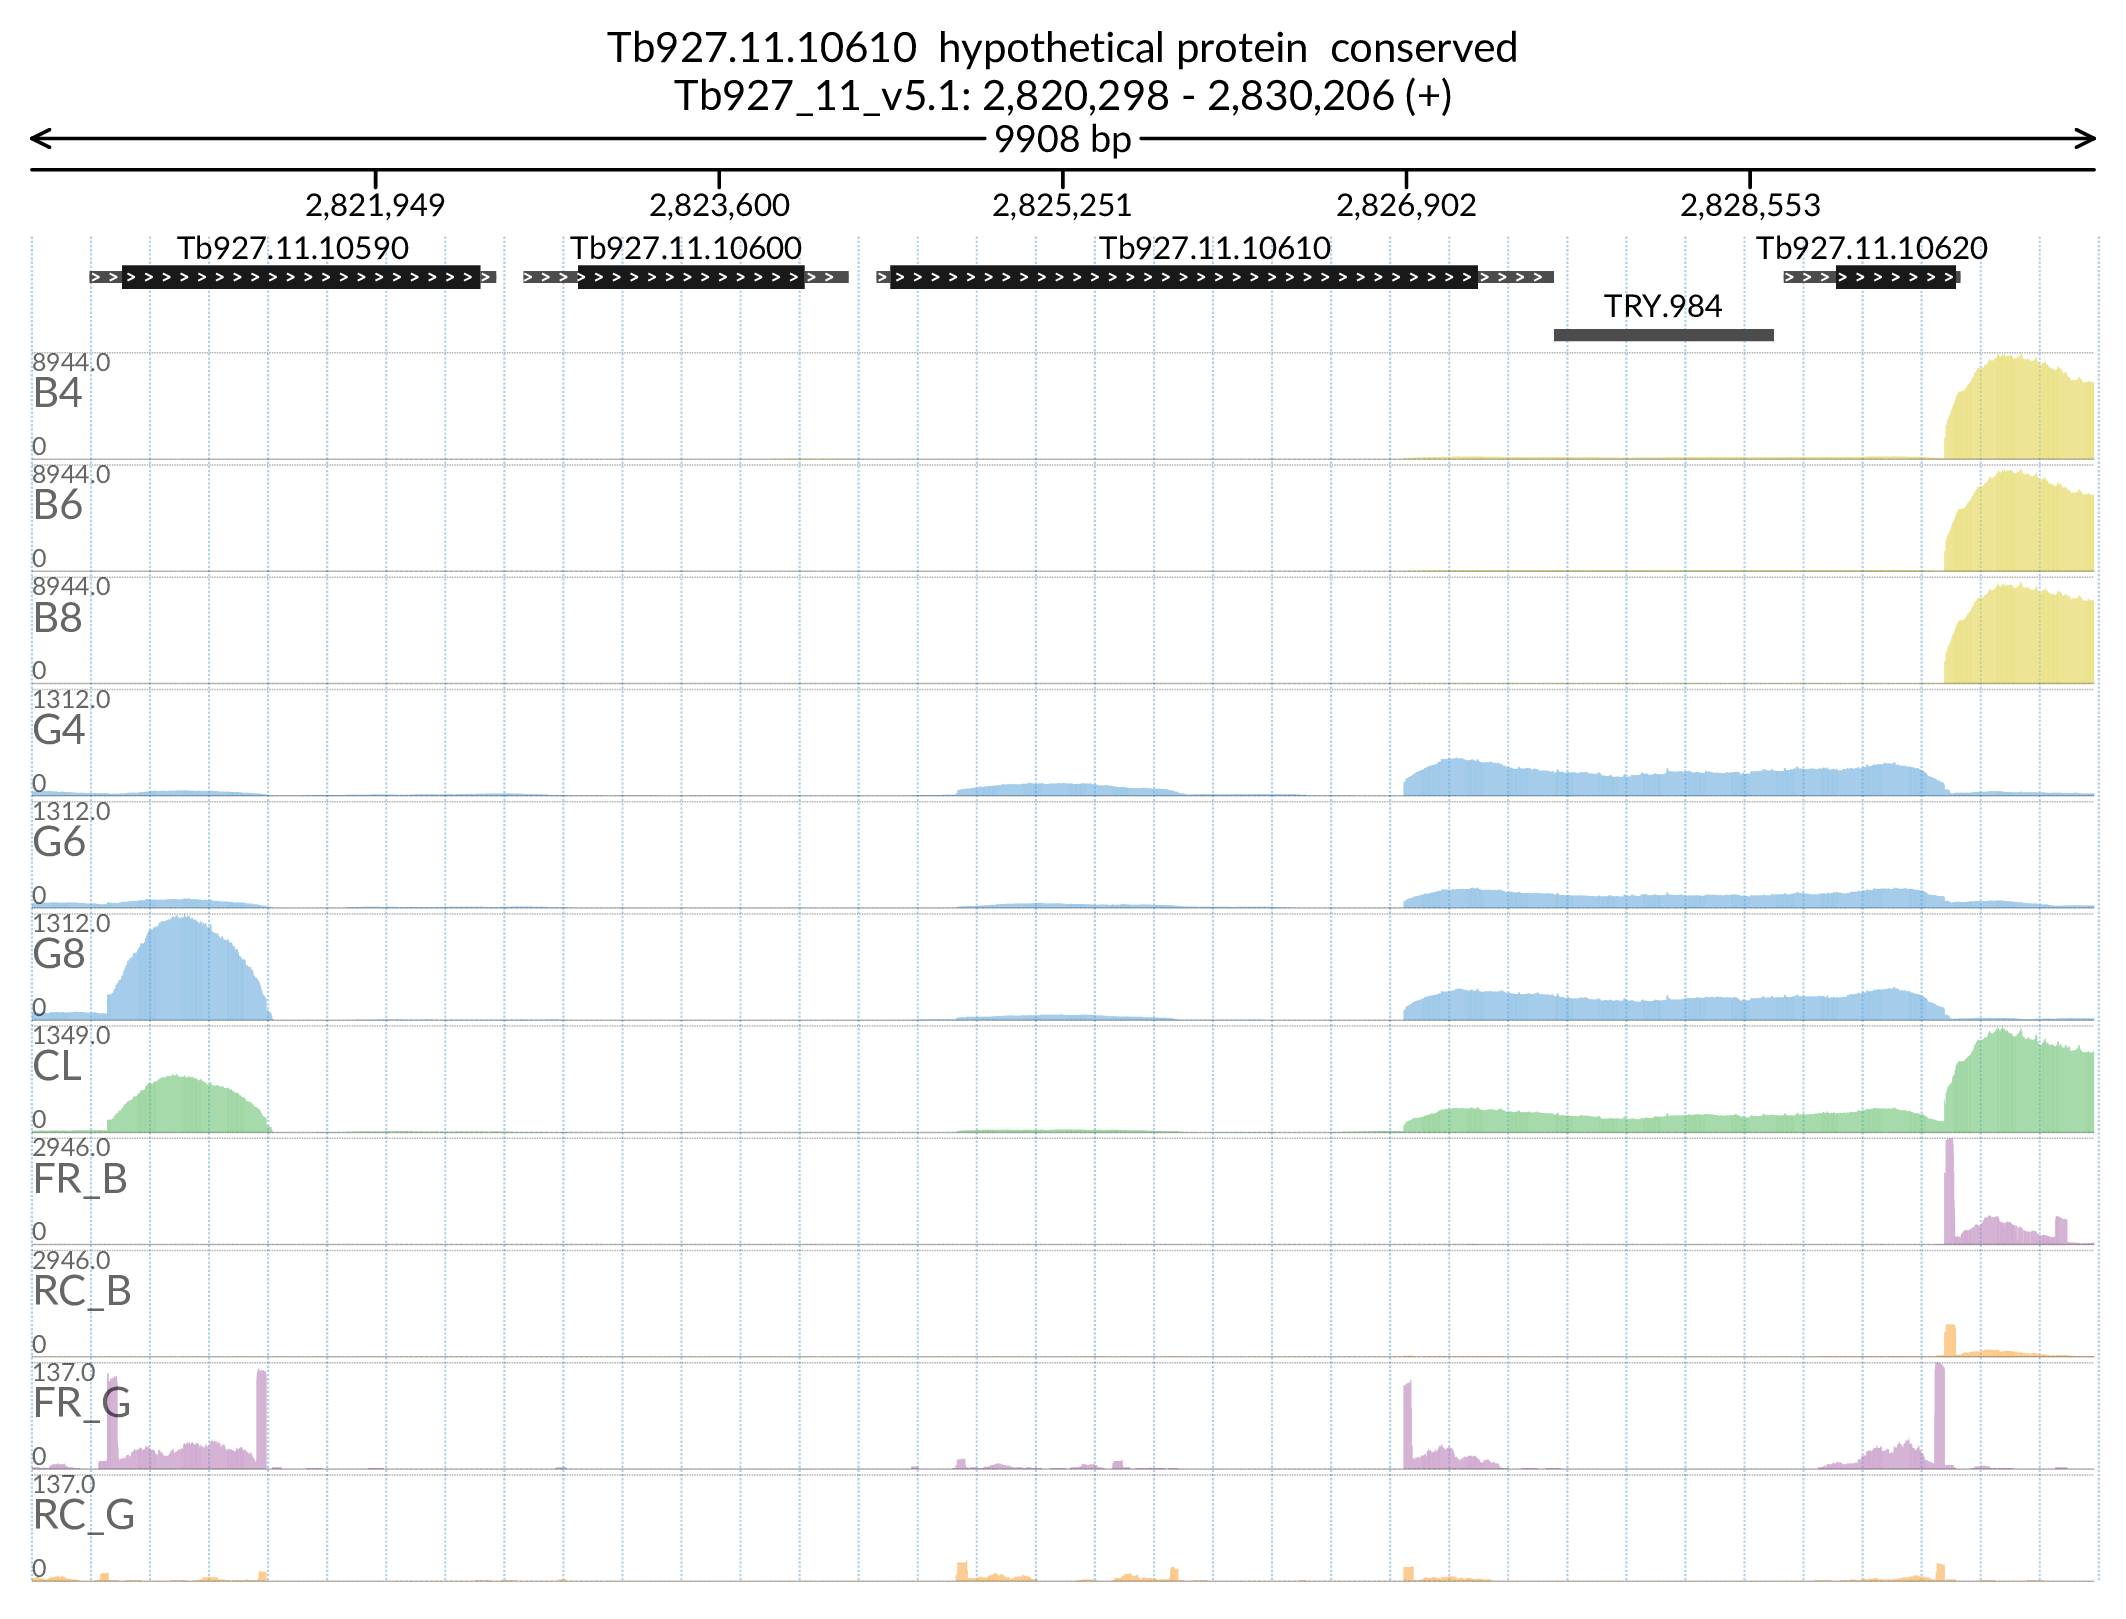 Tb927.11.10610  hypothetical protein  conserved
Tb927_11_v5.1: 2,820,298 - 2,830,206 (+)
9908 bp
2,821,949 2,823,600 2,825,251 2,826,902 2,828,553
Tb927.11.10590 Tb927.11.10600 Tb927.11.10610 Tb927.11.10620
TRY.984
8944.0
B4
0
8944.0
B6
0
8944.0
B8
0
1312.0
G4
0
1312.0
G6
0
1312.0
G8
0
1349.0
CL
0
2946.0
FR_B
0
2946.0
RC_B
0
137.0
FR_G
0
137.0
RC_G
0